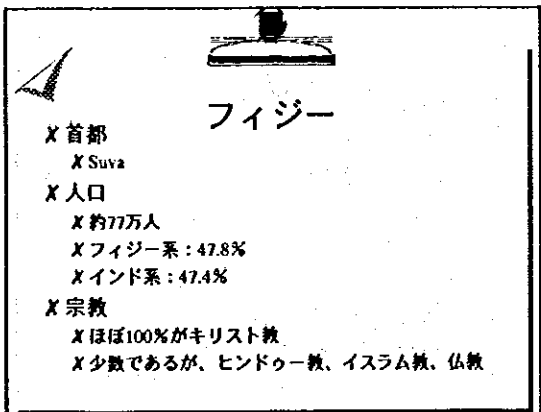 フィジー
✗ 首都
✗ Suva
✗ 人口
✗ 約77万人
✗ フィジー系：47.8%
✗ インド系：47.4%
✗ 宗教
✗ ほぼ100%がキリスト教
✗ 少数であるが、ヒンドゥー教、イスラム教、仏教